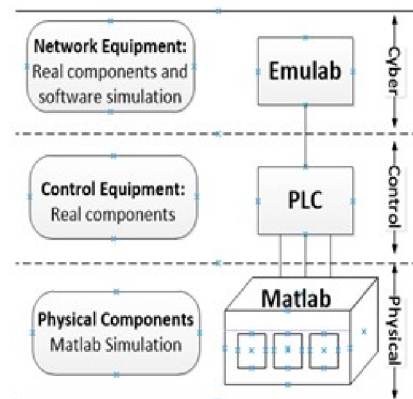 Network Equipment:
Real components and
software simulation
Emulab
Cyber
Control Equipment:
Real components
PLC
Control
Physical Components
Matlab Simulation
Matlab
Physical